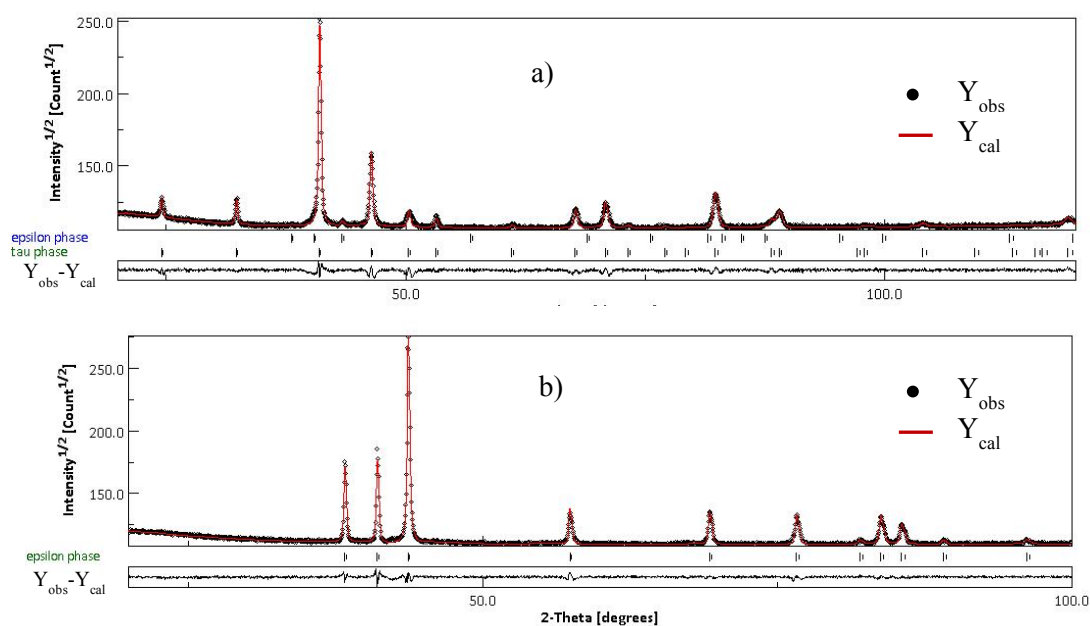 250.0
a)
Y_obs
200.0
Y_cal
150.0
Intensity^1/2 [Count^1/2]
epsilon phase
tau phase
Y_obs-Y_cal
50.0
100.0
b)
250.0
Y_obs
200.0
Y_cal
150.0
Intensity^1/2 [Count^1/2]
epsilon phase
Y_obs-Y_cal
50.0
100.0
2-Theta [degrees]